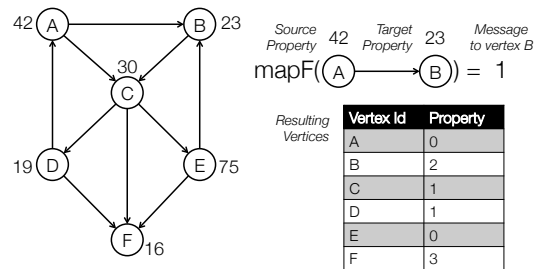 42 A B 23
30
C
19 D E 75
F 16
Source Property 42 Target Property 23 Message to vertex B
mapF( A B ) = 1
Resulting Vertices
Vertex Id Property
A 0
B 2
C 1
D 1
E 0
F 3